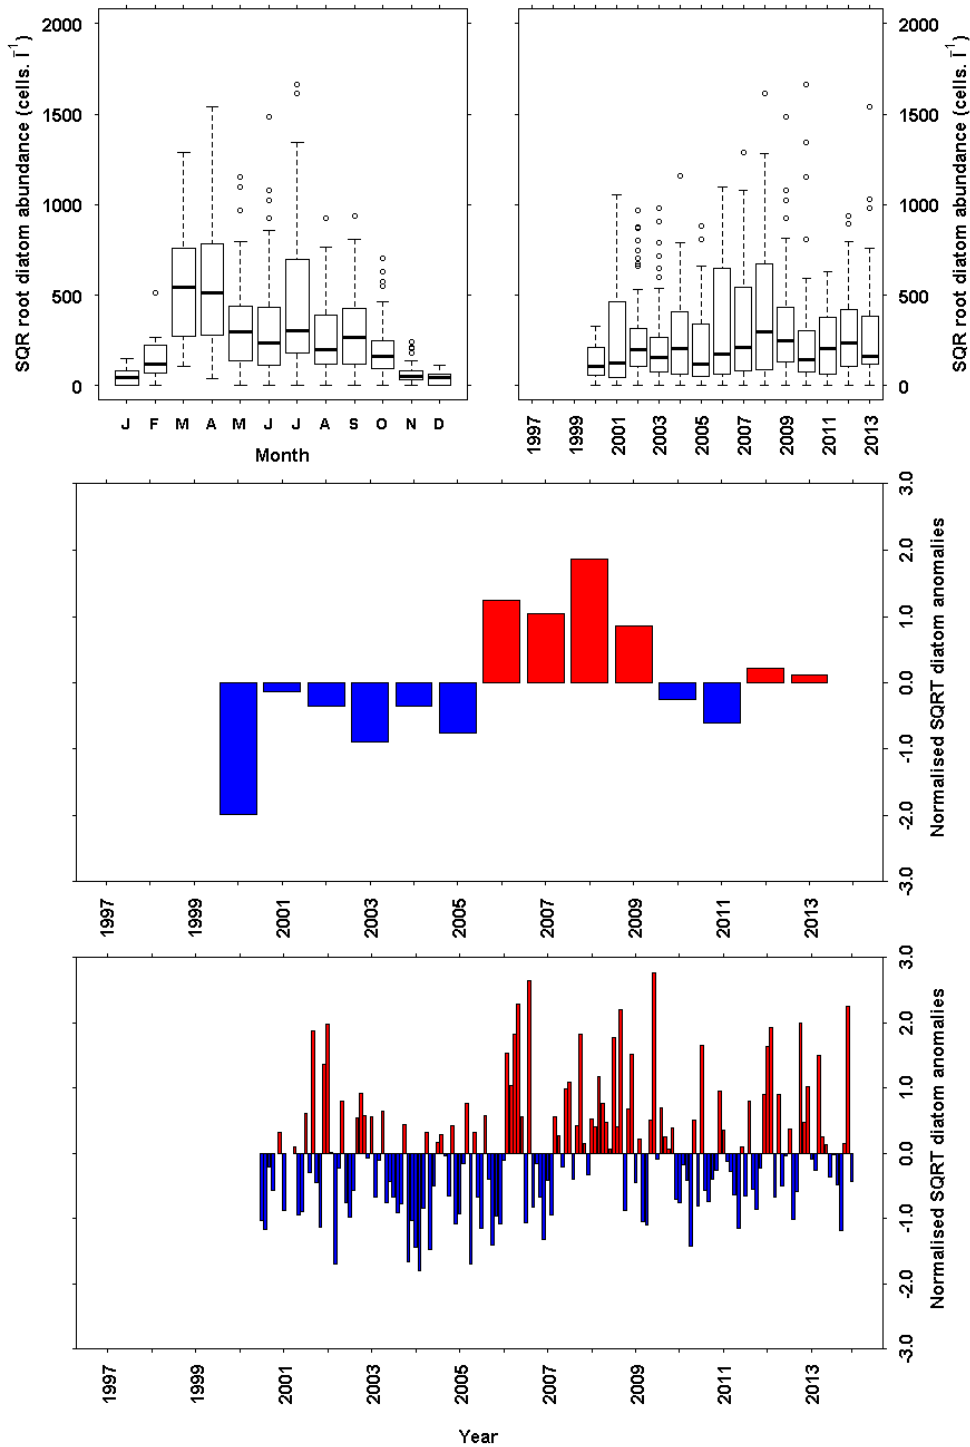 SQR root diatom abundance (cells. l⁻¹)
2000
1500
1000
500
0
J F M A M J J A S O N D
Month
2000
1500
1000
500
0
SQR root diatom abundance (cells. l⁻¹)
1997 1999 2001 2003 2005 2007 2009 2011 2013
3.0
2.0
1.0
0.0
-1.0
-2.0
-3.0
Normalised SQRT diatom anomalies
1997 1999 2001 2003 2005 2007 2009 2011 2013
3.0
2.0
1.0
0.0
-1.0
-2.0
-3.0
Normalised SQRT diatom anomalies
1997 1999 2001 2003 2005 2007 2009 2011 2013
Year